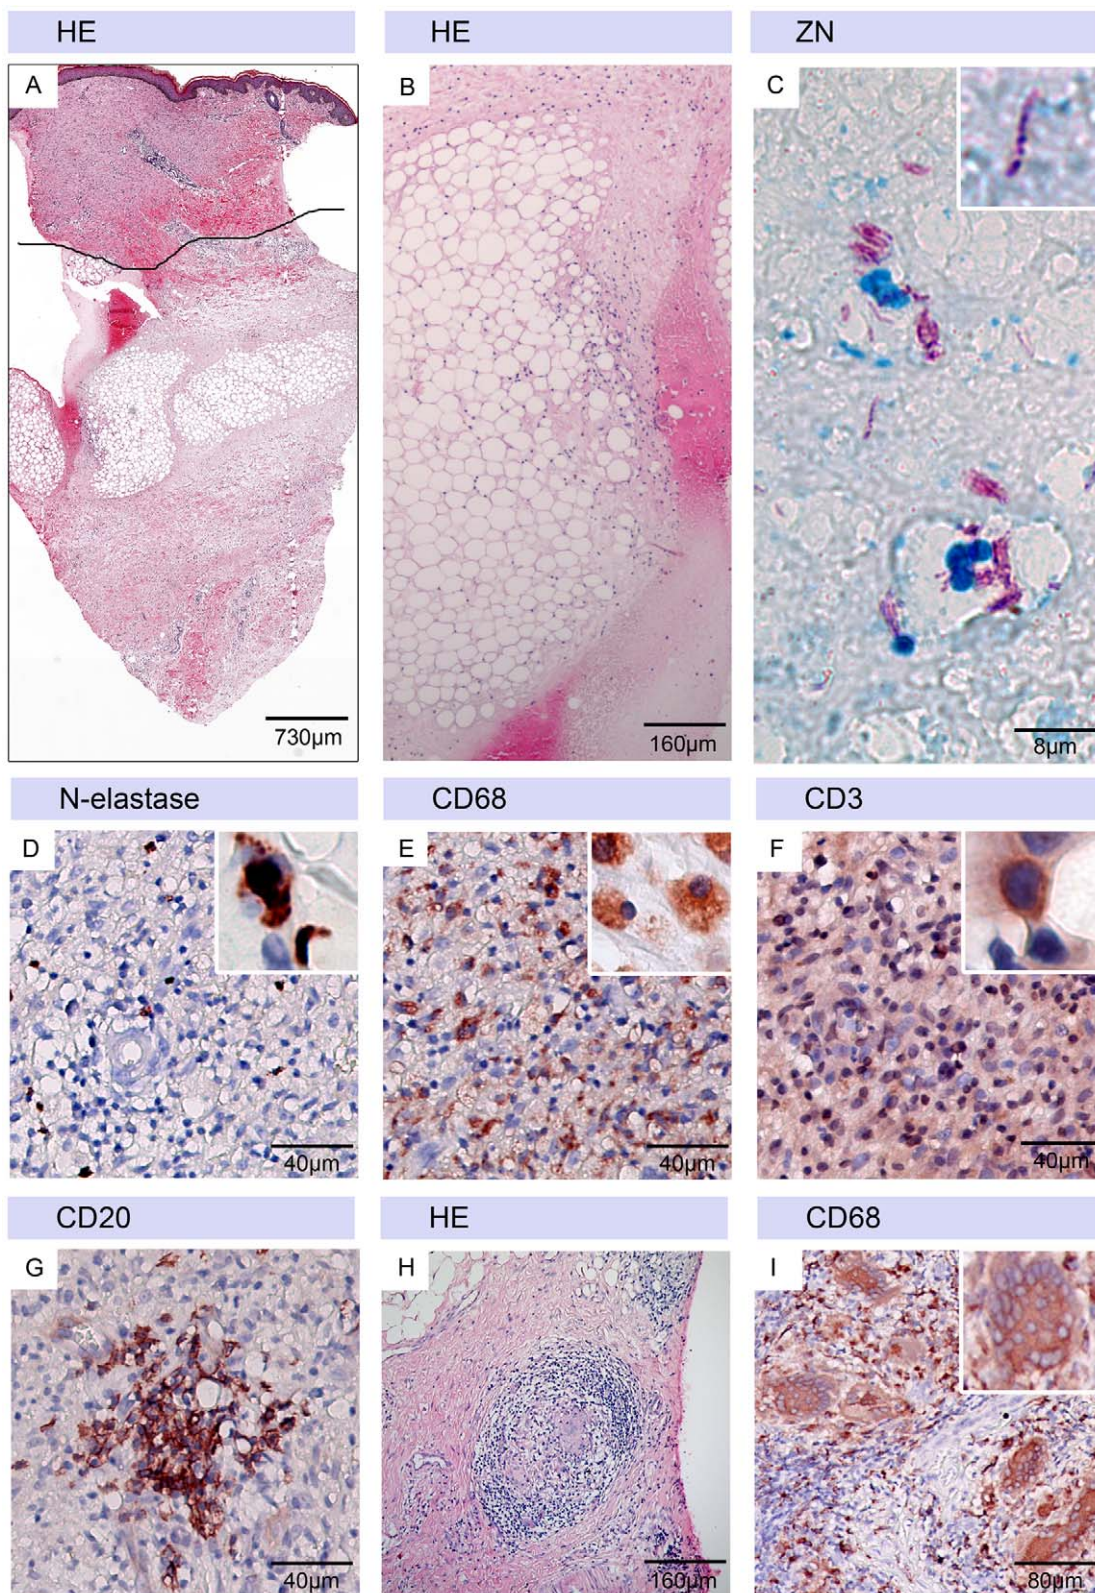 HE
HE
ZN
A
B
C
730µm
160µm
8µm
N-elastase
CD68
CD3
D
E
F
40µm
40µm
40µm
CD20
HE
CD68
G
H
I
40µm
160µm
80µm